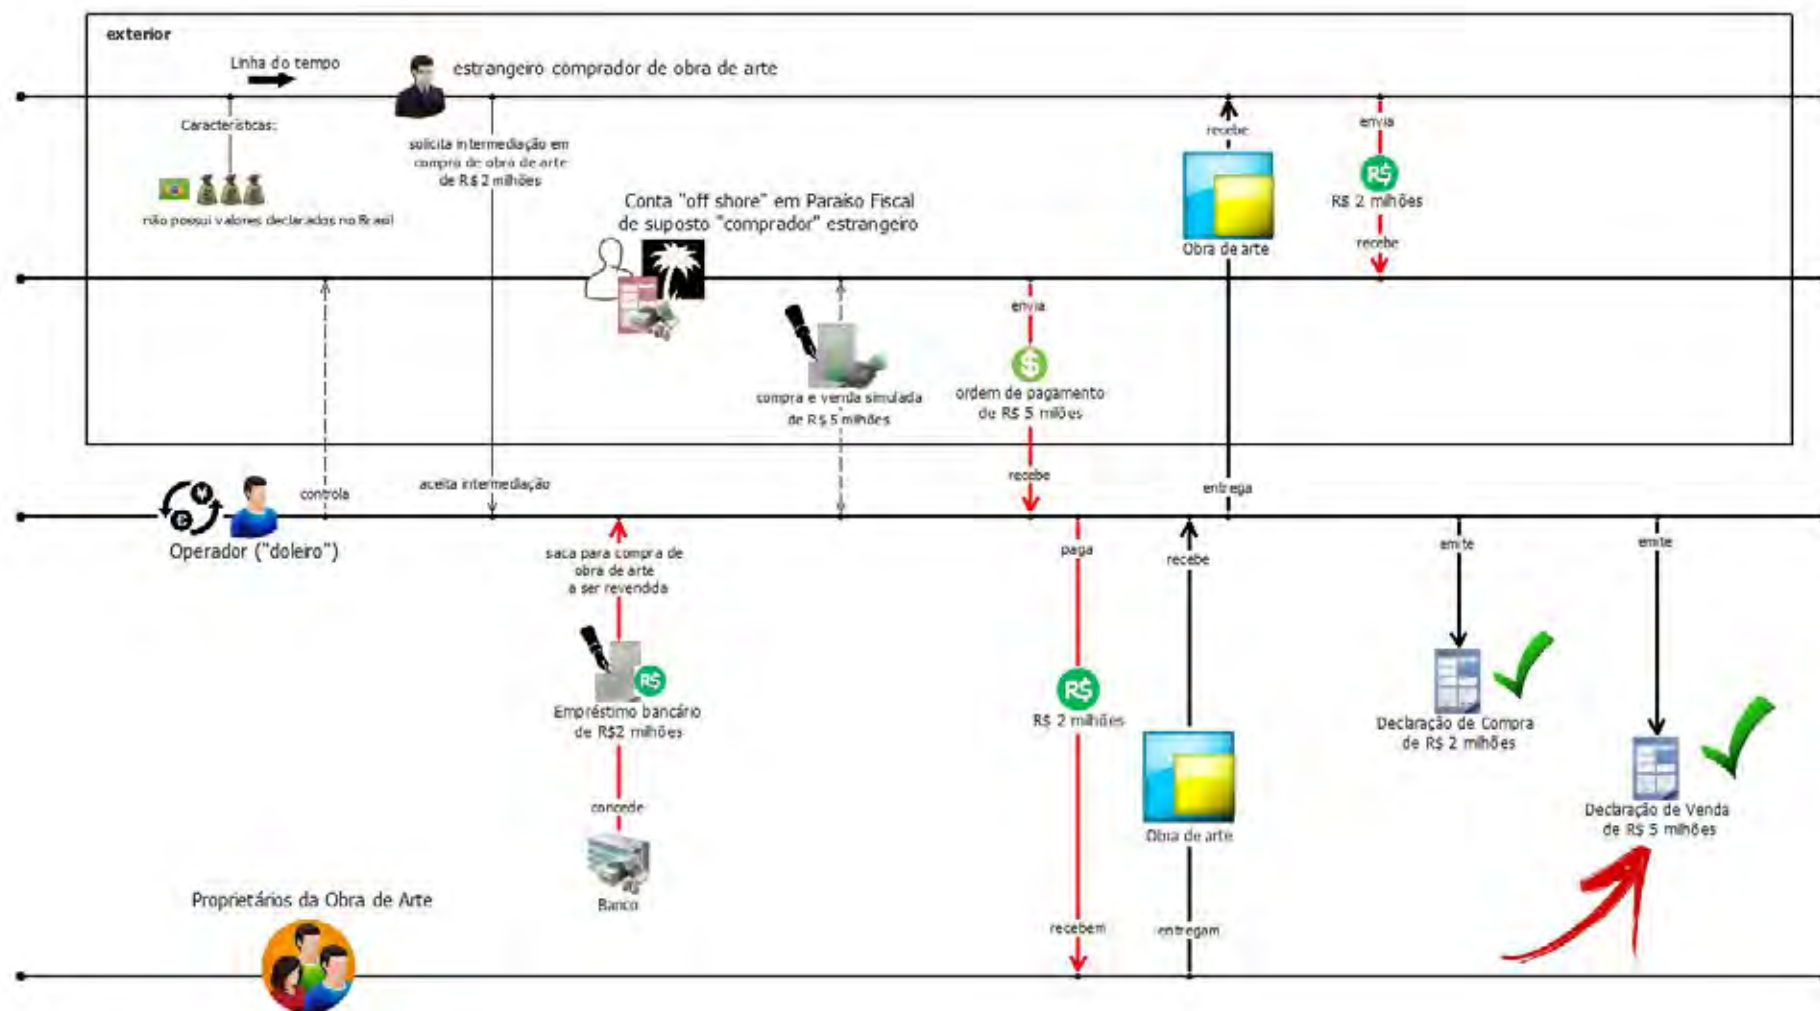 exterior
Linha do tempo
estrangeiro comprador de obra de arte
Características:
não possui valores declarados no Brasil
solicita intermediação em
compra de obra de arte
de R$ 2 milhões
Conta "off shore" em Paraiso Fiscal
de suposto "comprador" estrangeiro
recebe
Obra de arte
envia
R$
R$ 2 milhões
recebe
compra e venda simulada
de R$ 5 milhões
envia
$
ordem de pagamento
de R$ 5 milões
recebe
controla
aceita intermediação
entrega
Operador ("doleiro")
saca para compra de
obra de arte
a ser revendida
R$
Empréstimo bancário
de R$2 milhões
concede
Banco
paga
R$
R$ 2 milhões
recebem
recebe
Obra de arte
entregam
emite
Declaração de Compra
de R$ 2 milhões
emite
Declaração de Venda
de R$ 5 milhões
Proprietários da Obra de Arte